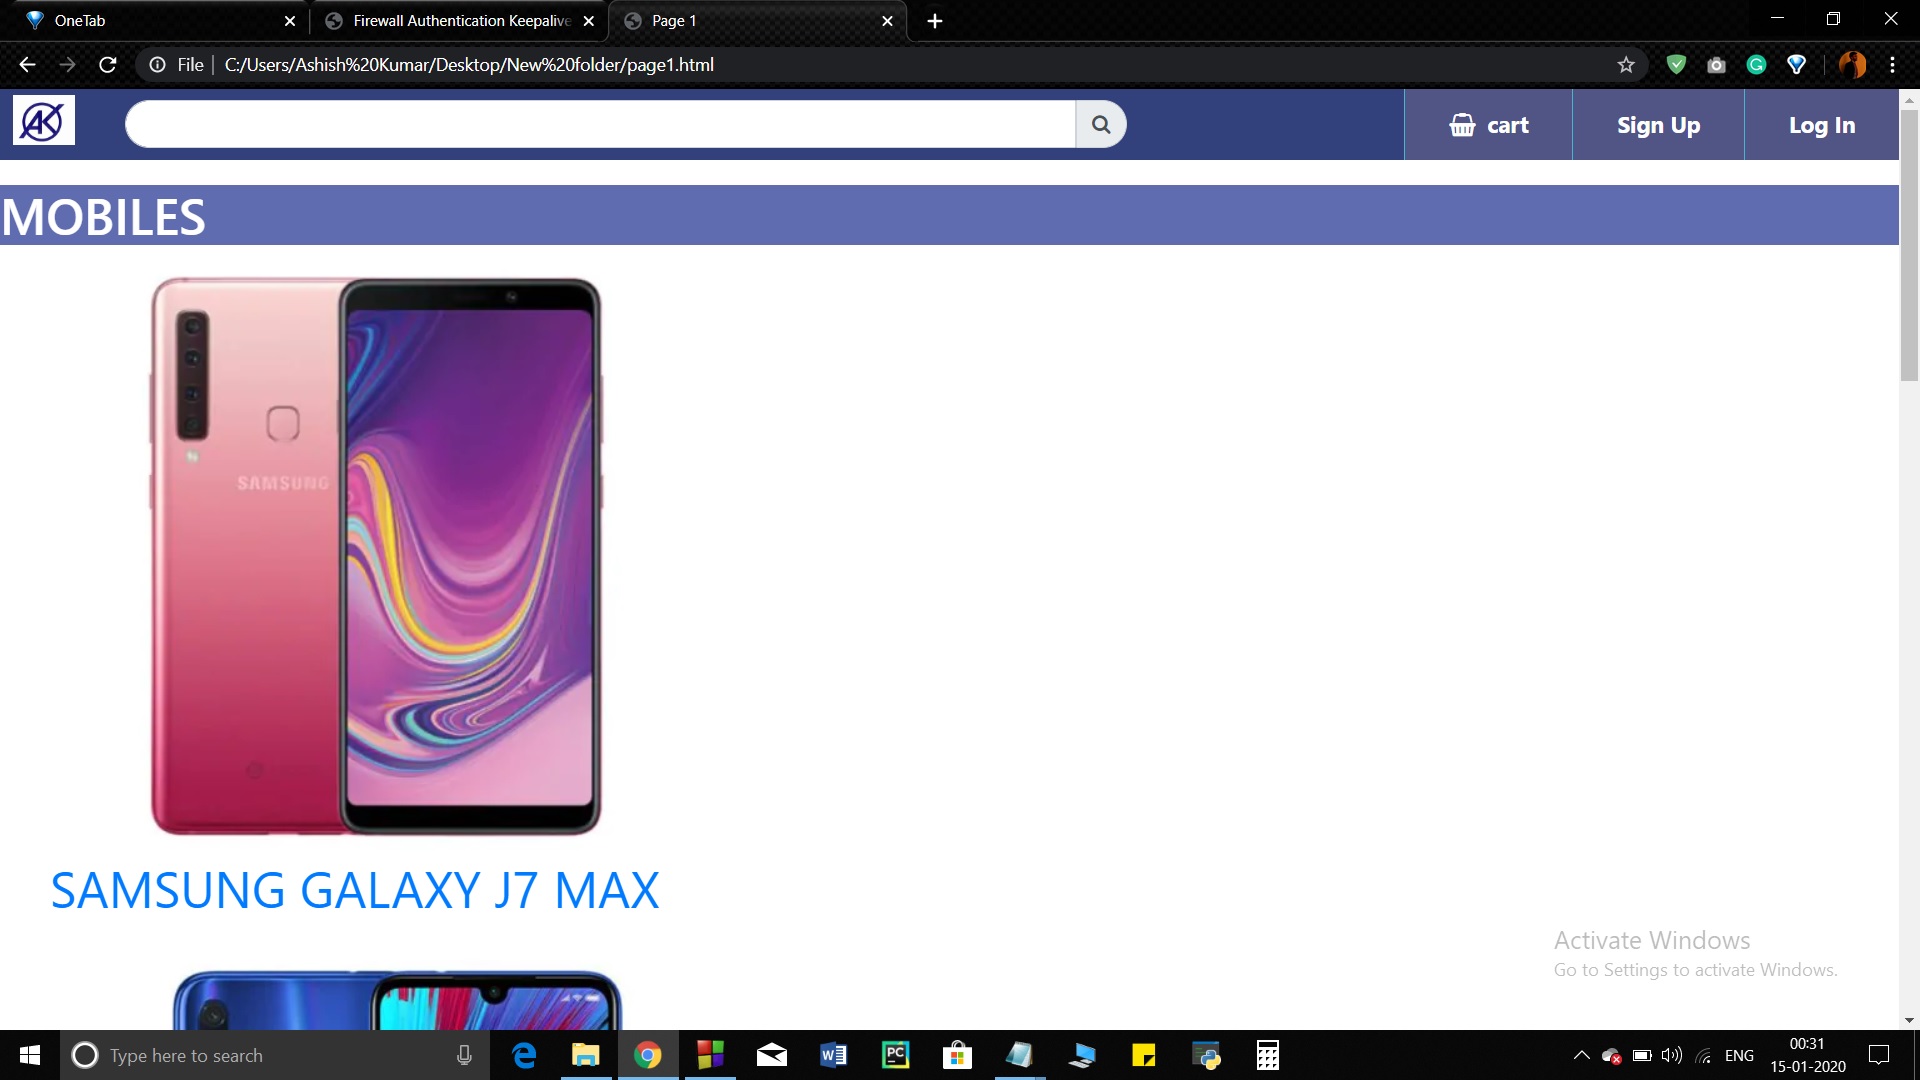 OneTab
Firewall Authentication Keepalive
Page 1
File
C:/Users/Ashish%20Kumar/Desktop/New%20folder/page1.html
AK
cart
Sign Up
Log In
MOBILES
SAMSUNG
SAMSUNG GALAXY J7 MAX
Activate Windows
Go to Settings to activate Windows.
Type here to search
ENG
00:31
15-01-2020